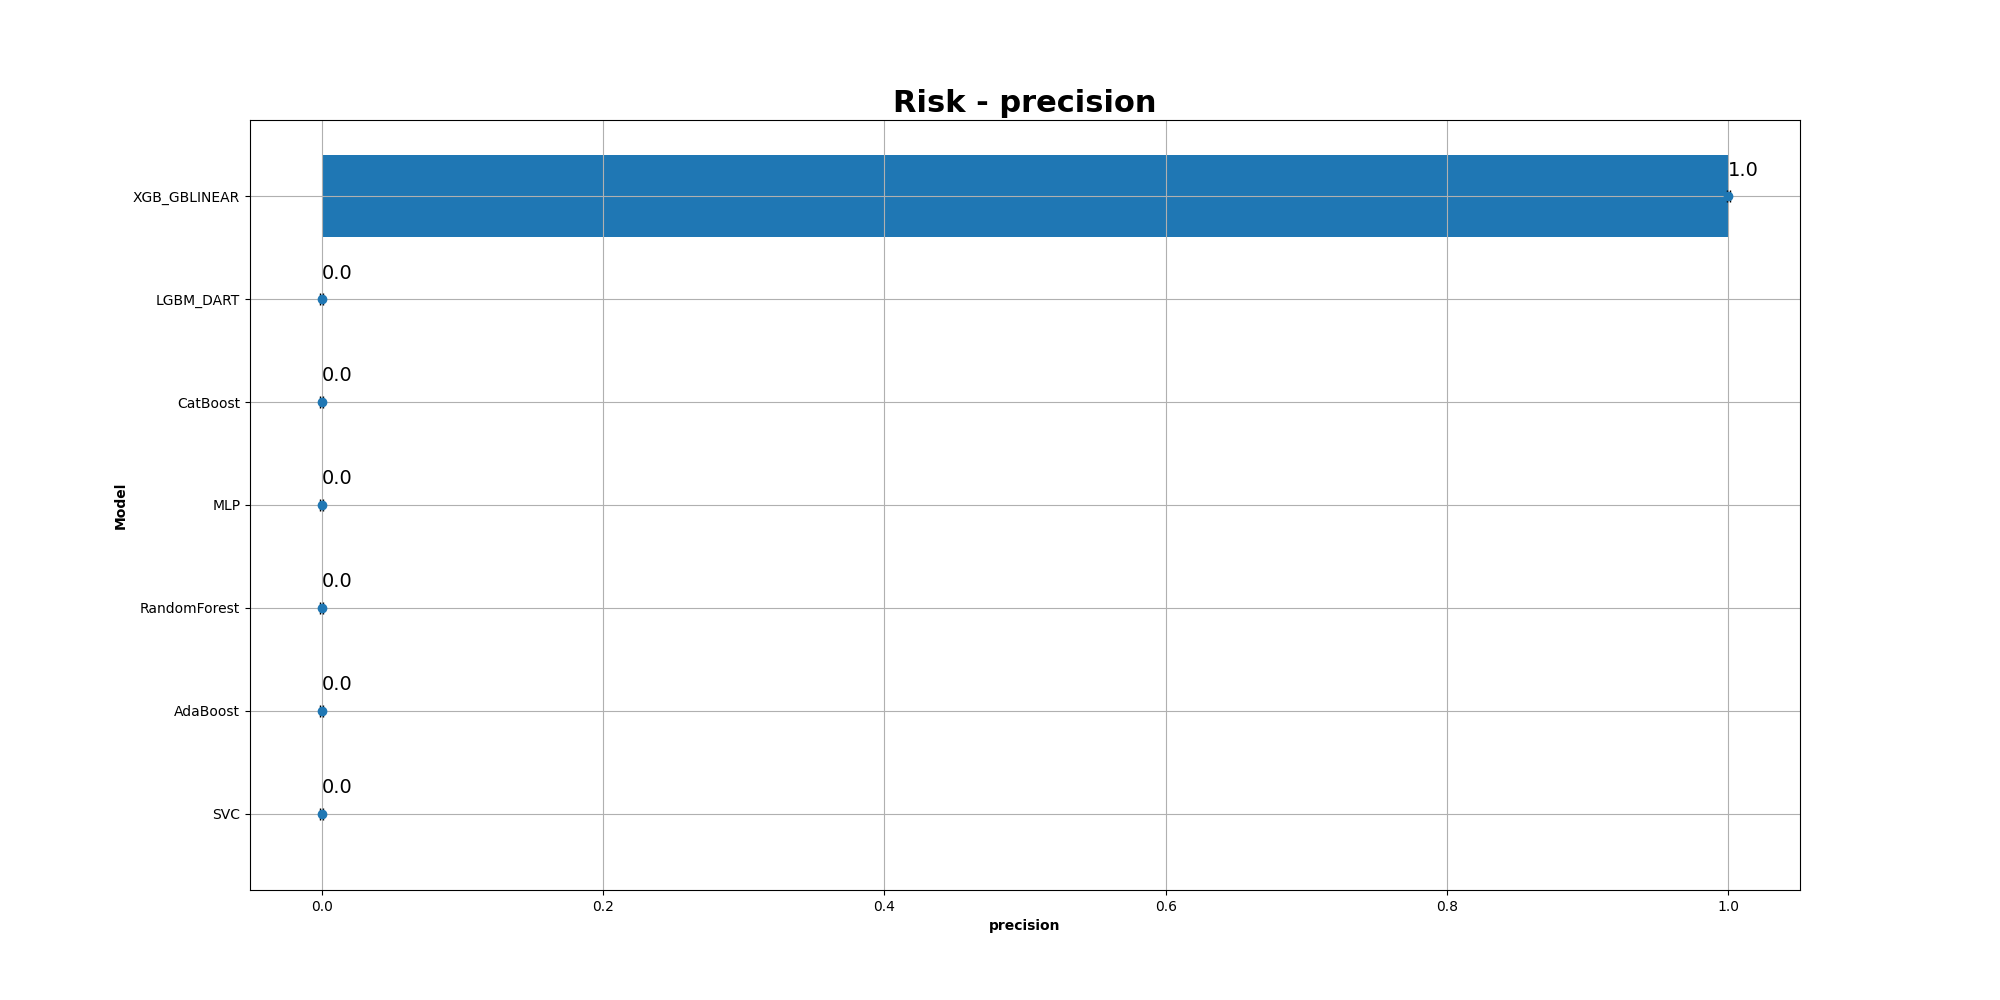 Risk - precision
XGB_GBLINEAR
1.0
LGBM_DART
0.0
CatBoost
0.0
MLP
0.0
RandomForest
0.0
AdaBoost
0.0
SVC
0.0
Model
0.0 0.2 0.4 0.6 0.8 1.0
precision